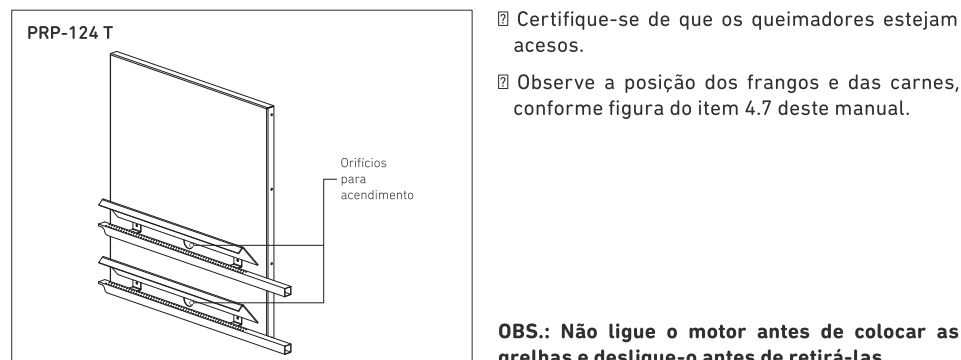 PRP-124 T
Orifícios
para
acendimento
⍰ Certifique-se de que os queimadores estejam
acesos.
⍰ Observe a posição dos frangos e das carnes,
conforme figura do item 4.7 deste manual.
OBS.: Não ligue o motor antes de colocar as
grelhas e desligue-o antes de retirá-las